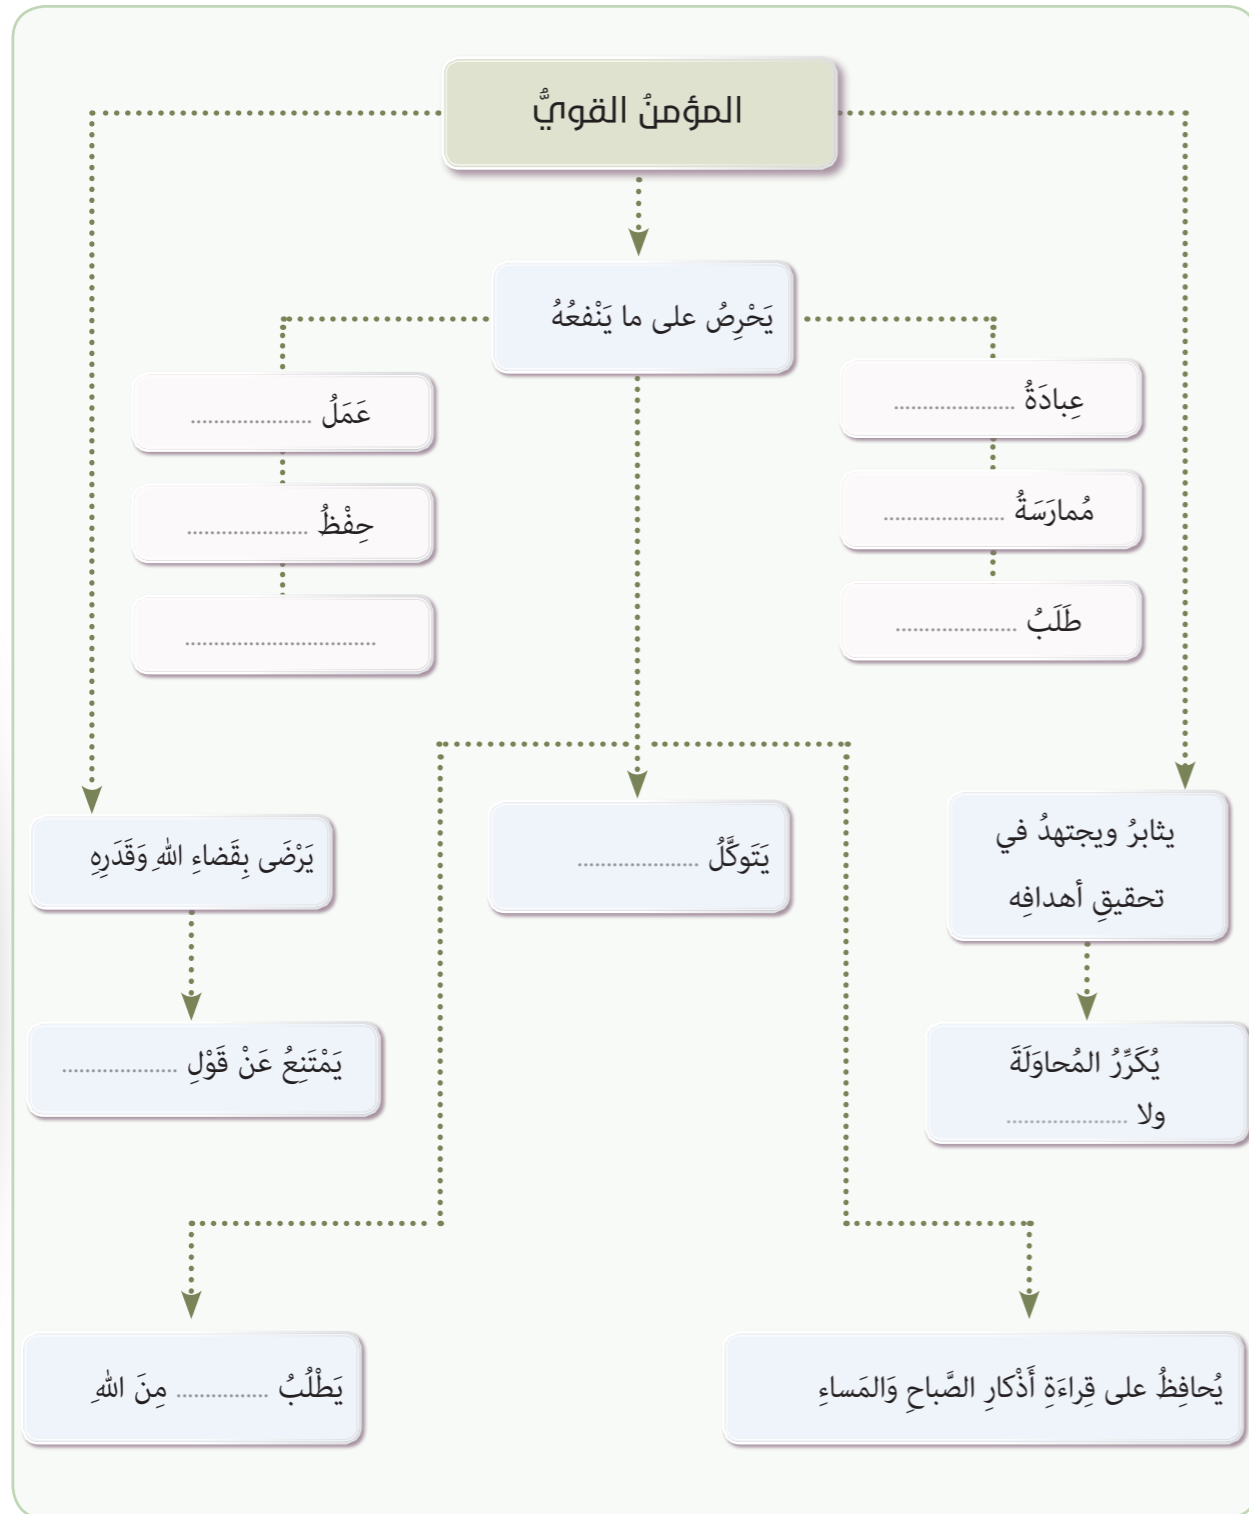 المؤمنُ القويُّ
يَحْرِصُ على ما يَنْفعُهُ
عِبادَةُ .....................
مُمارَسَةُ .....................
طَلَبُ .....................
عَمَلُ .....................
حِفْظُ .....................
.................................
يثابرُ ويجتهدُ في
تحقيقِ أهدافِه
يَتَوكَّلُ .....................
يَرْضَى بِقَضاءِ اللهِ وَقَدَرِهِ
يُكَرِّرُ المُحاوَلَةَ
ولا .....................
يَمْتَنِعُ عَنْ قَوْلِ ....................
يُحافِظُ على قِراءَةِ أَذْكارِ الصَّباحِ وَالمَساءِ
يَطْلُبُ ................ مِنَ اللهِ